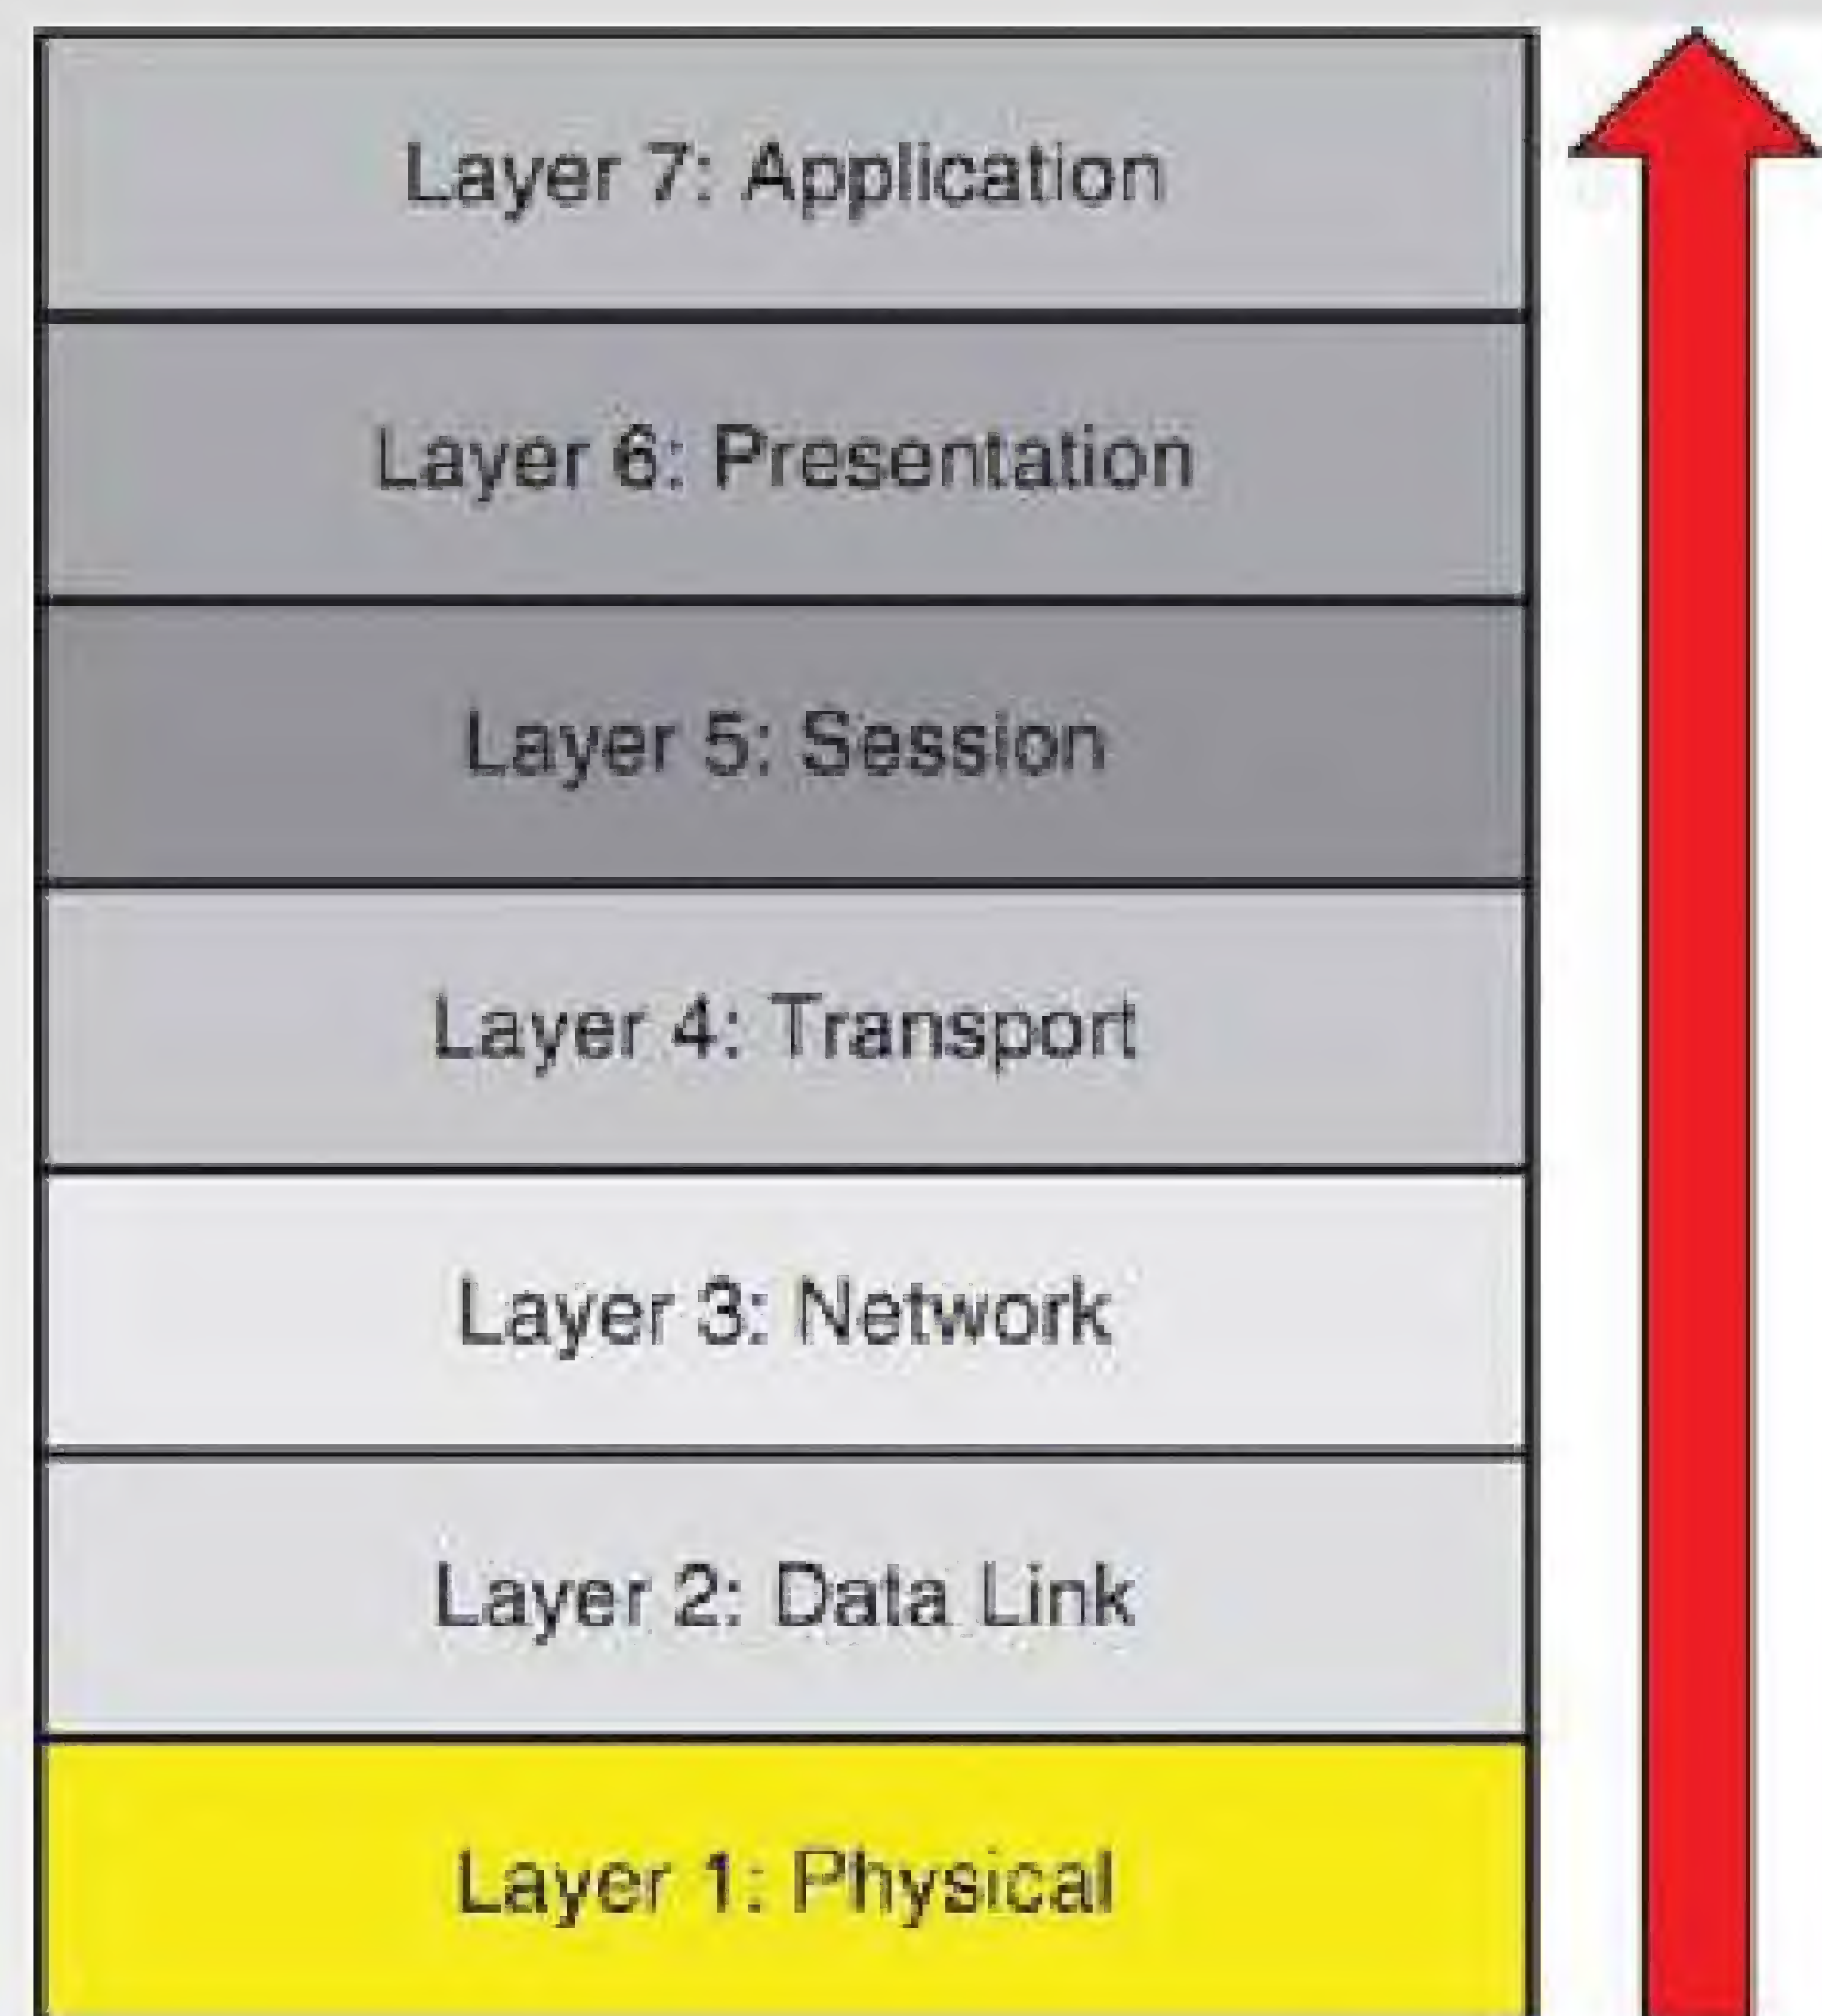 Layer 7: Application
Layer 6: Presentation
Layer 5: Session
Layer 4: Transport
Layer 3: Network
Layer 2: Data Link
Layer 1: Physical